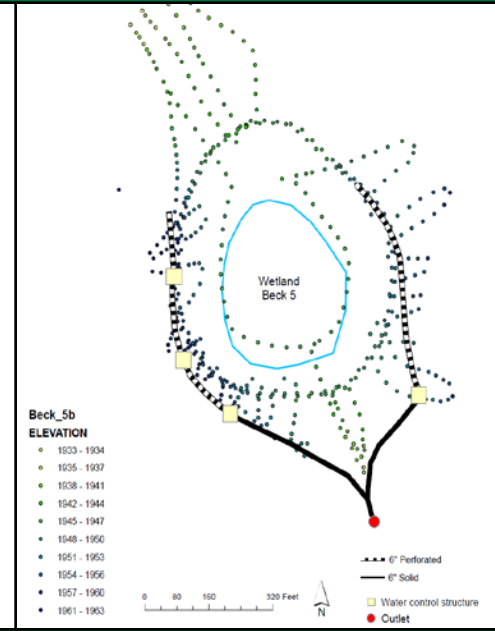 Wetland
Beck 5
Beck_5b
ELEVATION
1933 - 1934
1935 - 1937
1938 - 1941
1942 - 1944
1945 - 1947
1948 - 1950
1951 - 1953
1954 - 1956
1957 - 1960
1961 - 1963
0 80 160 320 Feet
N
6" Perforated
6" Solid
Water control structure
Outlet